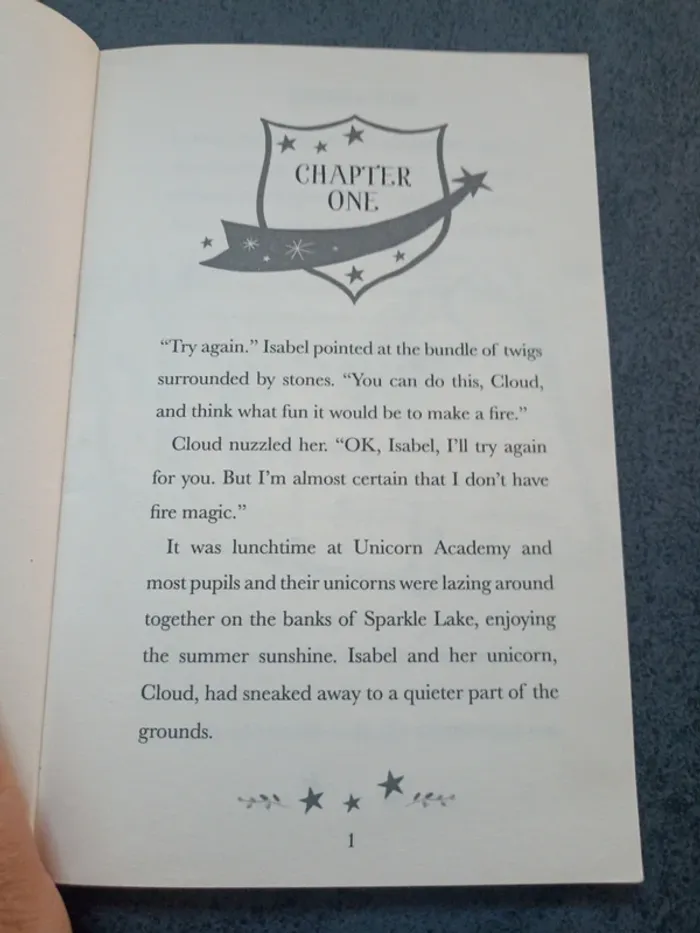 CHAPTER
ONE
“Try again.” Isabel pointed at the bundle of twigs
surrounded by stones. “You can do this, Cloud,
and think what fun it would be to make a fire.”
Cloud nuzzled her. “OK, Isabel, I’ll try again
for you. But I’m almost certain that I don’t have
fire magic.”
It was lunchtime at Unicorn Academy and
most pupils and their unicorns were lazing around
together on the banks of Sparkle Lake, enjoying
the summer sunshine. Isabel and her unicorn,
Cloud, had sneaked away to a quieter part of the
grounds.
1